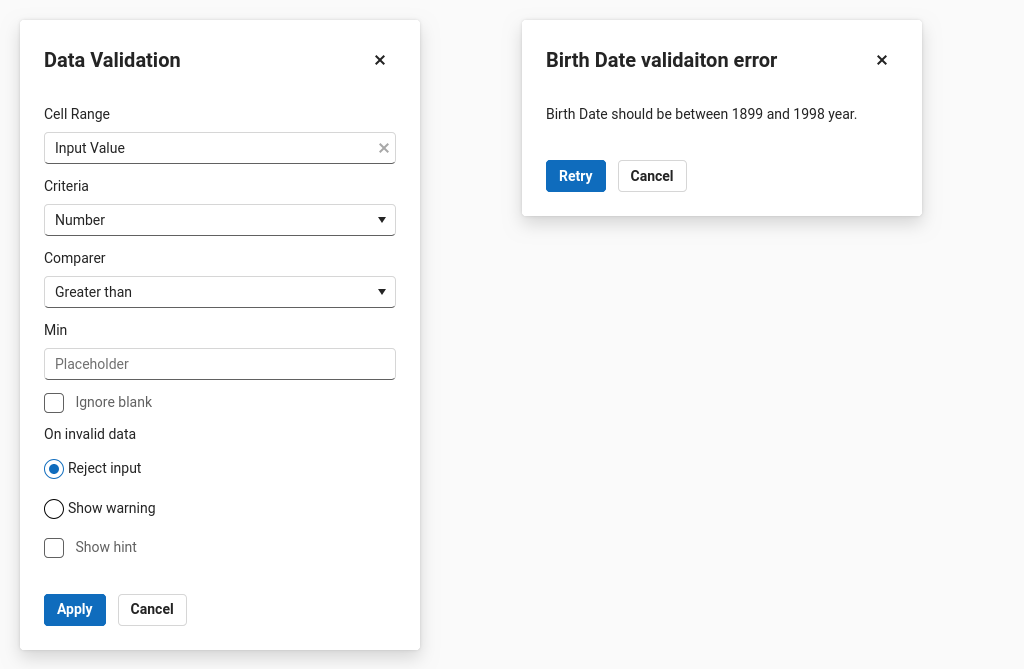 Data Validation
Cell Range
Input Value
Criteria
Number
Comparer
Greater than
Min
Placeholder
Ignore blank
On invalid data
Reject input
Show warning
Show hint
Apply
Cancel
Birth Date validaiton error
Birth Date should be between 1899 and 1998 year.
Retry
Cancel